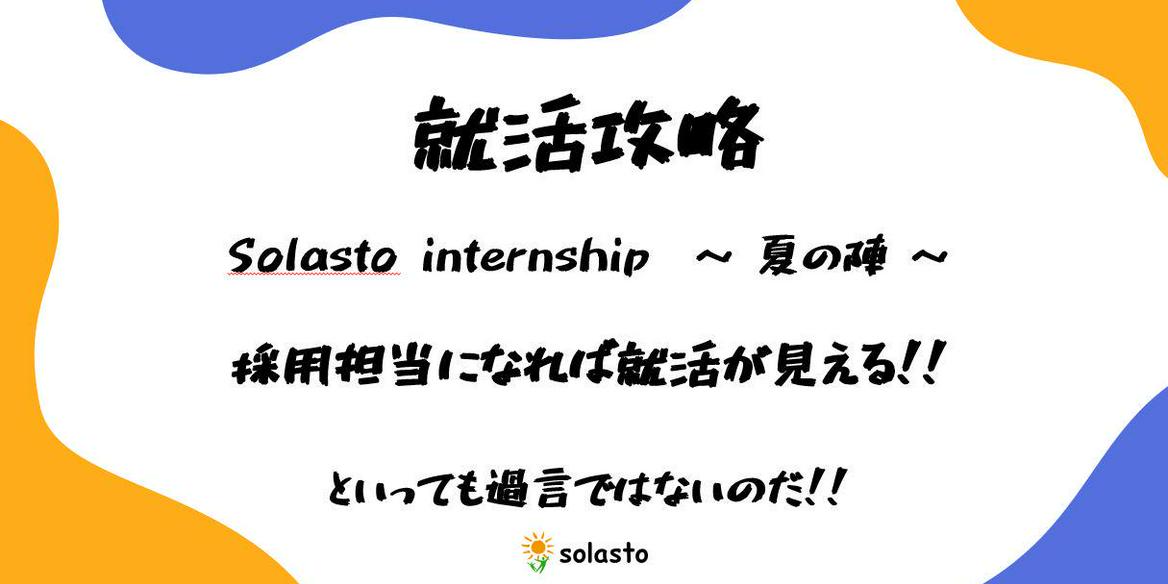 就活攻略
Solasto internship ～ 夏の陣 ～
採用担当になれば就活が見える!!
といっても過言ではないのだ!!
solasto